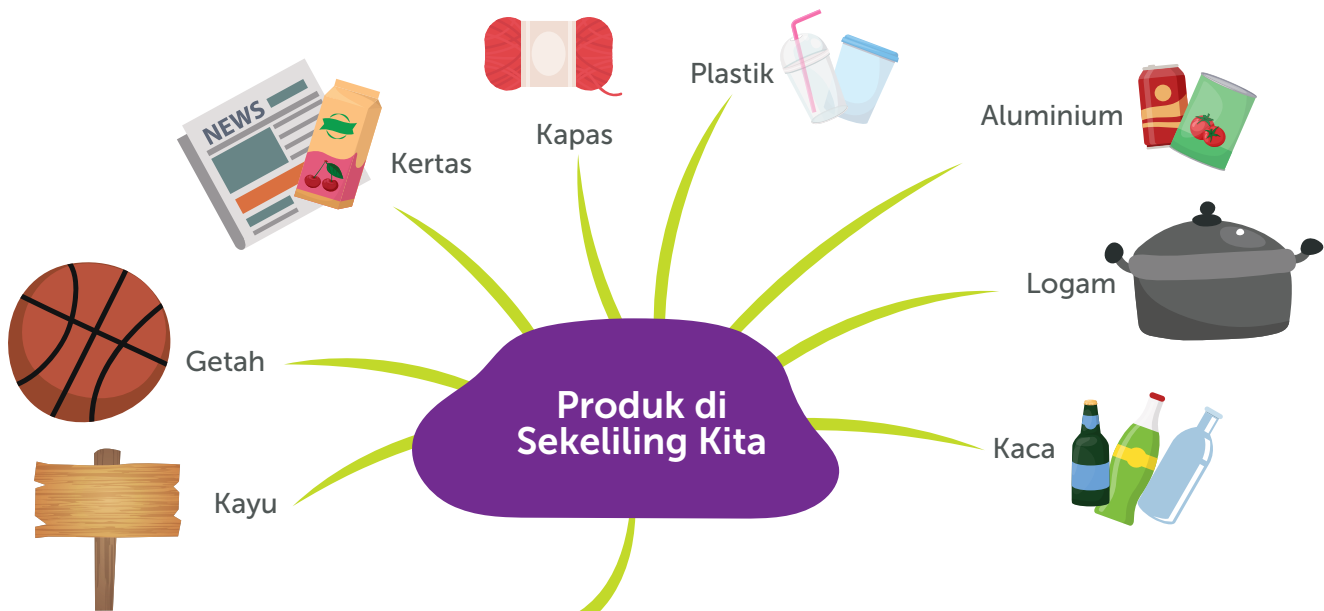 Kapas
Plastik
Aluminium
NEWS
Kertas
Logam
Getah
Produk di
Sekeliling Kita
Kaca
Kayu